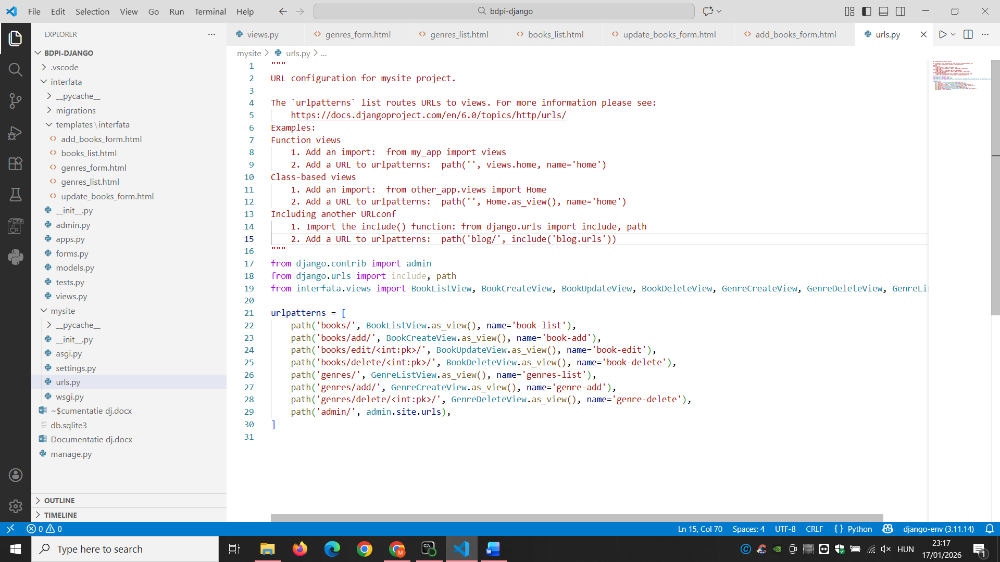 File Edit Selection View Go Run Terminal Help
bdpi-django
EXPLORER
BDPI-DJANGO
.vscode
interfata
__pycache__
migrations
templates\interfata
add_books_form.html
books_list.html
genres_form.html
genres_list.html
update_books_form.html
__init__.py
admin.py
apps.py
forms.py
models.py
tests.py
views.py
mysite
__pycache__
__init__.py
asgi.py
settings.py
urls.py
wsgi.py
~$cumentatie dj.docx
db.sqlite3
Documentatie dj.docx
manage.py
OUTLINE
TIMELINE
views.py genres_form.html genres_list.html books_list.html update_books_form.html add_books_form.html urls.py
mysite > urls.py > ...
1 """
2 URL configuration for mysite project.
3
4 The `urlpatterns` list routes URLs to views. For more information please see:
5 https://docs.djangoproject.com/en/6.0/topics/http/urls/
6 Examples:
7 Function views
8 1. Add an import:  from my_app import views
9 2. Add a URL to urlpatterns:  path('', views.home, name='home')
10 Class-based views
11 1. Add an import:  from other_app.views import Home
12 2. Add a URL to urlpatterns:  path('', Home.as_view(), name='home')
13 Including another URLconf
14 1. Import the include() function: from django.urls import include, path
15 2. Add a URL to urlpatterns:  path('blog/', include('blog.urls'))
16 """
17 from django.contrib import admin
18 from django.urls import include, path
19 from interfata.views import BookListView, BookCreateView, BookUpdateView, BookDeleteView, GenreCreateView, GenreDeleteView, GenreLi
20
21 urlpatterns = [
22 path('books/', BookListView.as_view(), name='book-list'),
23 path('books/add/', BookCreateView.as_view(), name='book-add'),
24 path('books/edit/<int:pk>/', BookUpdateView.as_view(), name='book-edit'),
25 path('books/delete/<int:pk>/', BookDeleteView.as_view(), name='book-delete'),
26 path('genres/', GenreListView.as_view(), name='genres-list'),
27 path('genres/add/', GenreCreateView.as_view(), name='genre-add'),
28 path('genres/delete/<int:pk>/', GenreDeleteView.as_view(), name='genre-delete'),
29 path('admin/', admin.site.urls),
30 ]
31
0 0 Ln 15, Col 70 Spaces: 4 UTF-8 CRLF {} Python django-env (3.11.14)
Type here to search
HUN
23:17
17/01/2026
1